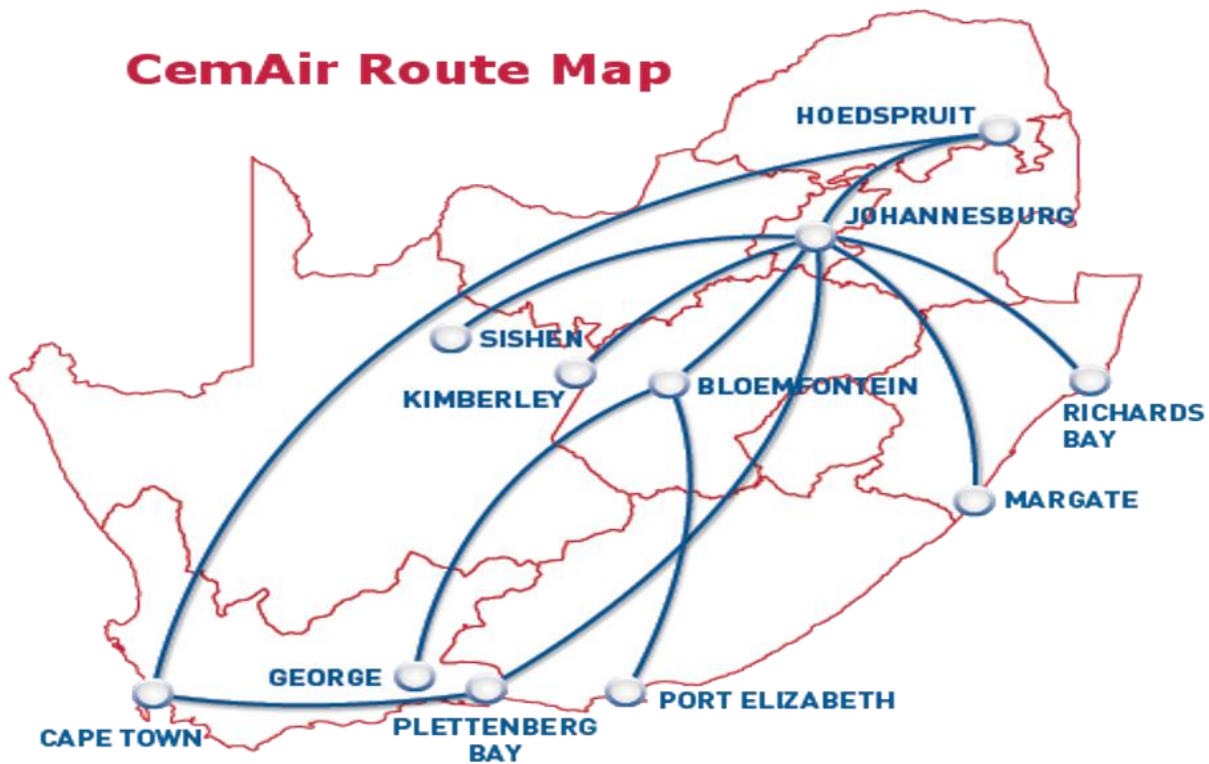 CemAir Route Map
HOEDSPRUIT
JOHANNESBURG
SISHEN
KIMBERLEY
BLOEMFONTEIN
RICHARDS
BAY
MARGATE
GEORGE
PORT ELIZABETH
CAPE TOWN
PLETTENBERG
BAY